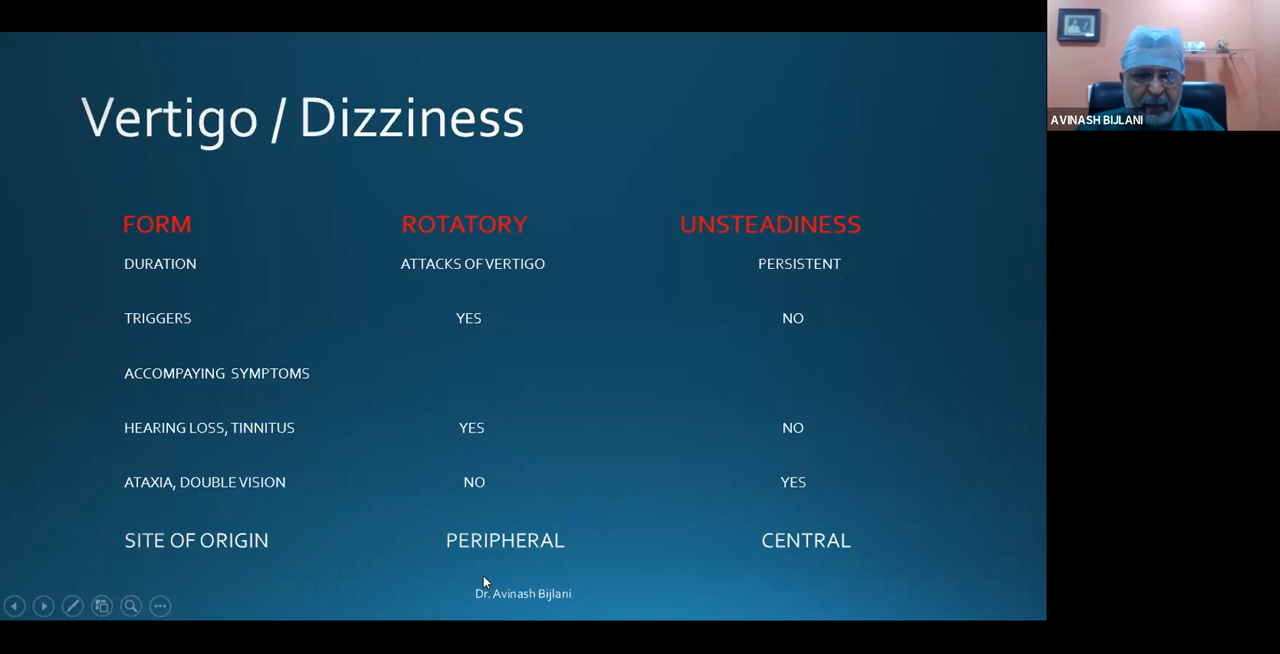 Vertigo / Dizziness
FORM ROTATORY UNSTEADINESS
DURATION ATTACKS OF VERTIGO PERSISTENT
TRIGGERS YES NO
ACCOMPAYING SYMPTOMS
HEARING LOSS, TINNITUS YES NO
ATAXIA, DOUBLE VISION NO YES
SITE OF ORIGIN PERIPHERAL CENTRAL
Dr. Avinash Bijlani
AVINASH BIJLANI